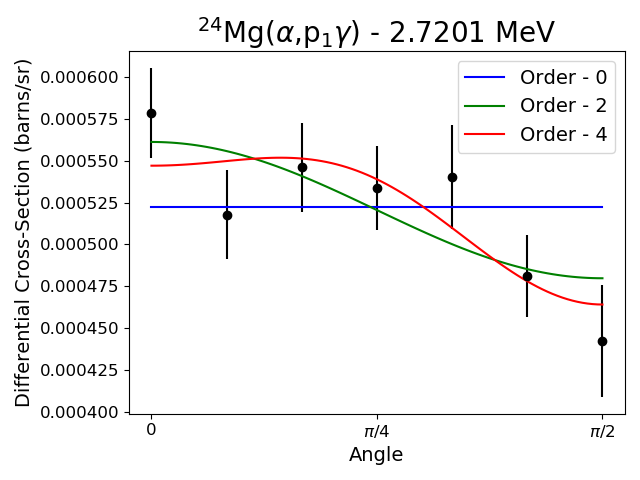 ²⁴Mg(α,p₁γ) - 2.7201 MeV
Order - 0
Order - 2
Order - 4
Differential Cross-Section (barns/sr)
0.000600
0.000575
0.000550
0.000525
0.000500
0.000475
0.000450
0.000425
0.000400
0 π/4 π/2
Angle